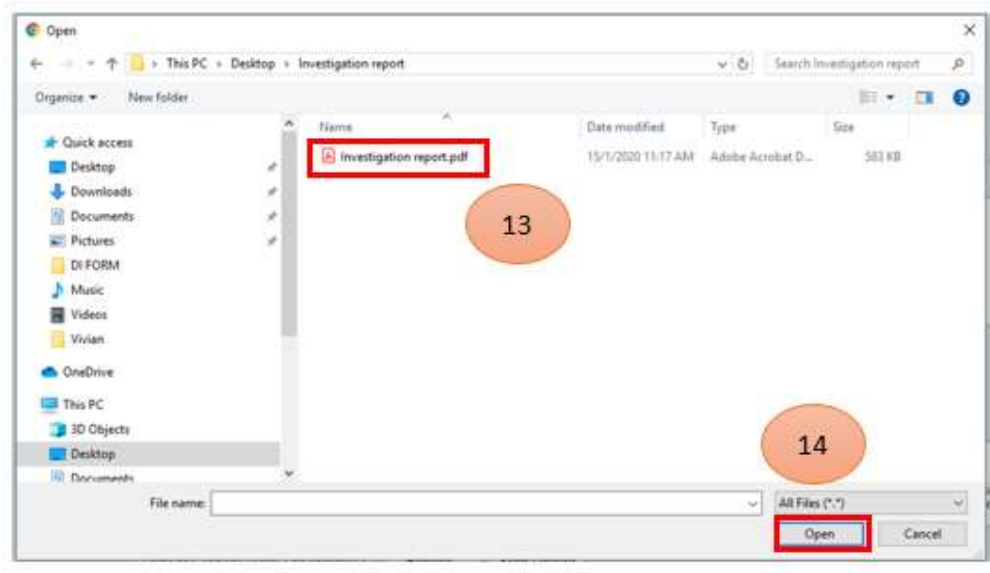 Open
This PC › Desktop › Investigation report
Search Investigation report
Organize
New folder
Name
Date modified
Type
Size
Investigation report.pdf
15/1/2020 11:17 AM
Adobe Acrobat D...
583 KB
13
Quick access
Desktop
Downloads
Documents
Pictures
DI FORM
Music
Videos
Vivian
OneDrive
This PC
3D Objects
Desktop
Documents
14
File name:
All Files (*.*)
Open
Cancel